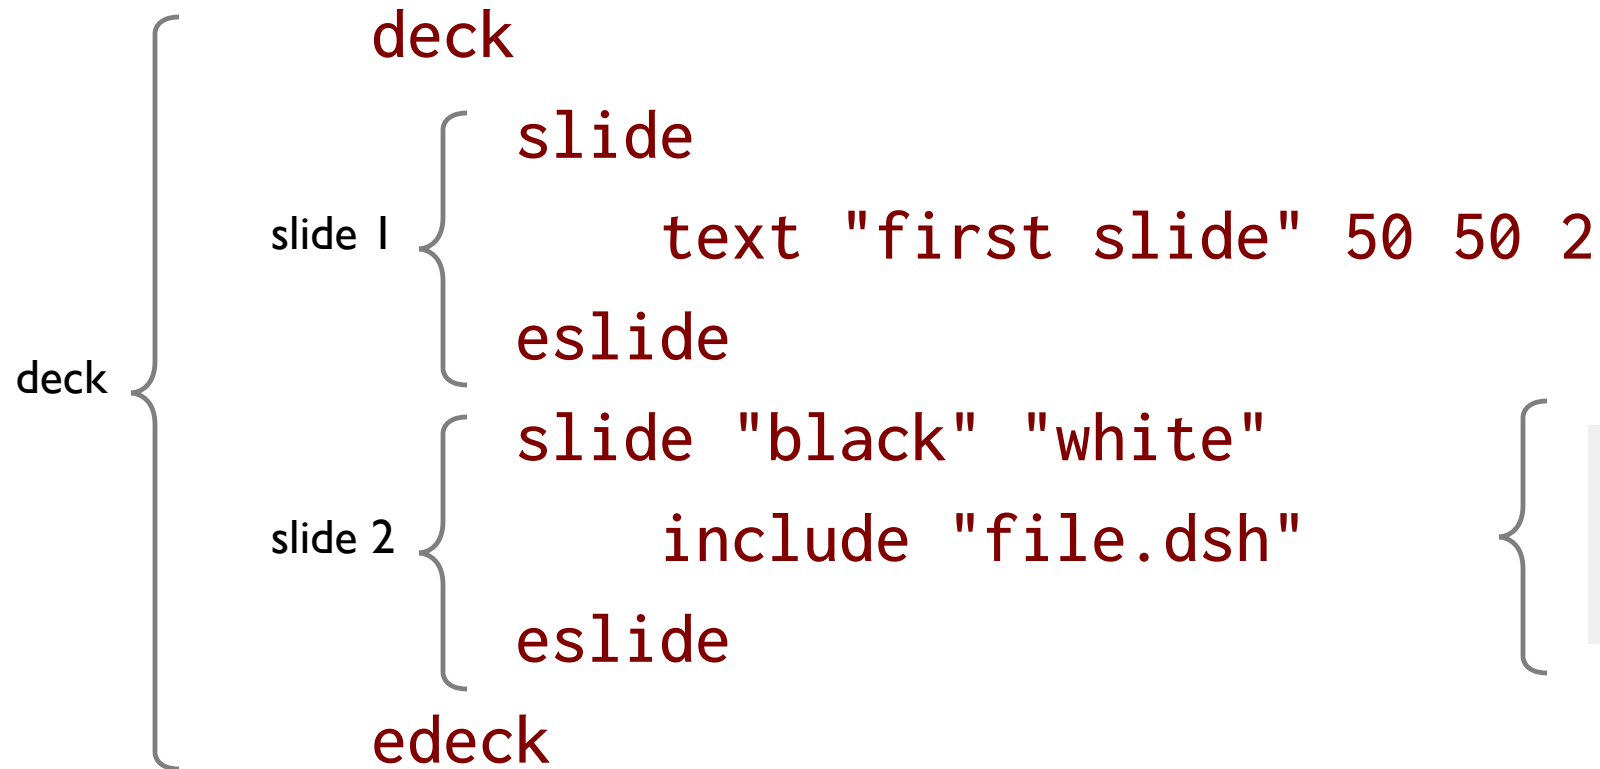 deck
slide
slide 1
text "first slide" 50 50 2
eslide
deck
slide "black" "white"
slide 2
include "file.dsh"
eslide
edeck